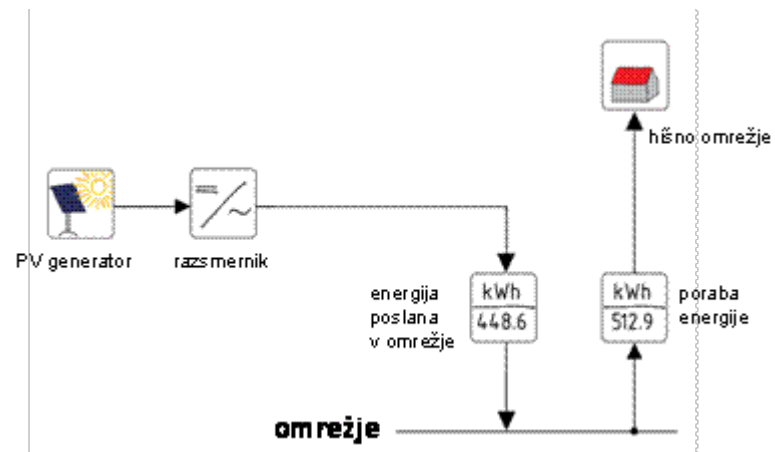 hišno omrežje
PV generator
razsmernik
energija
poslana
v omrežje
kWh
448.6
kWh
512.9
poraba
energije
omrežje